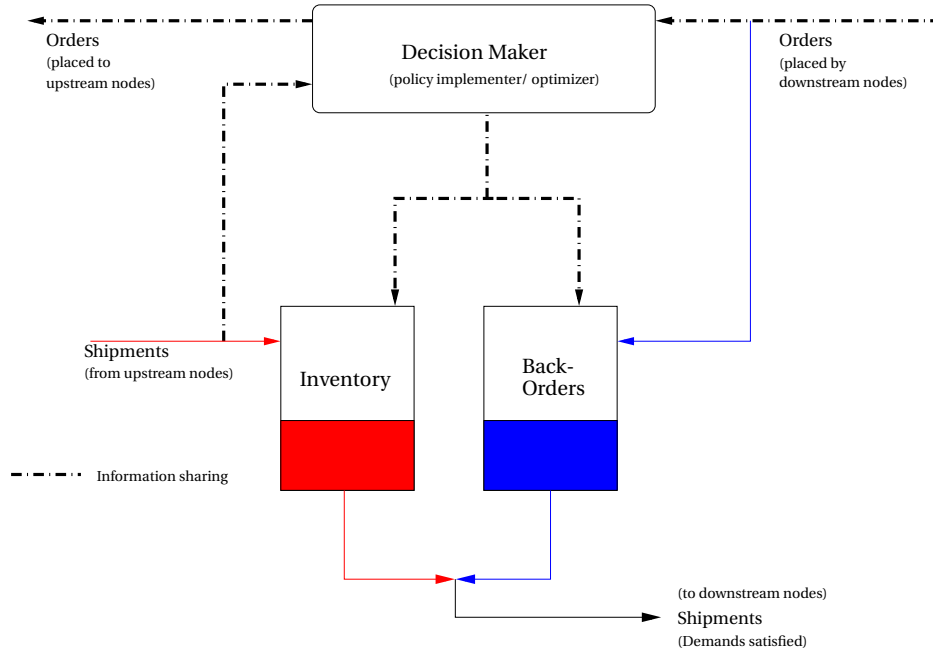 Orders
(placed to
upstream nodes)
Decision Maker
(policy implementer/ optimizer)
Orders
(placed by
downstream nodes)
Shipments
(from upstream nodes)
Inventory
Back-
Orders
Information sharing
(to downstream nodes)
Shipments
(Demands satisfied)